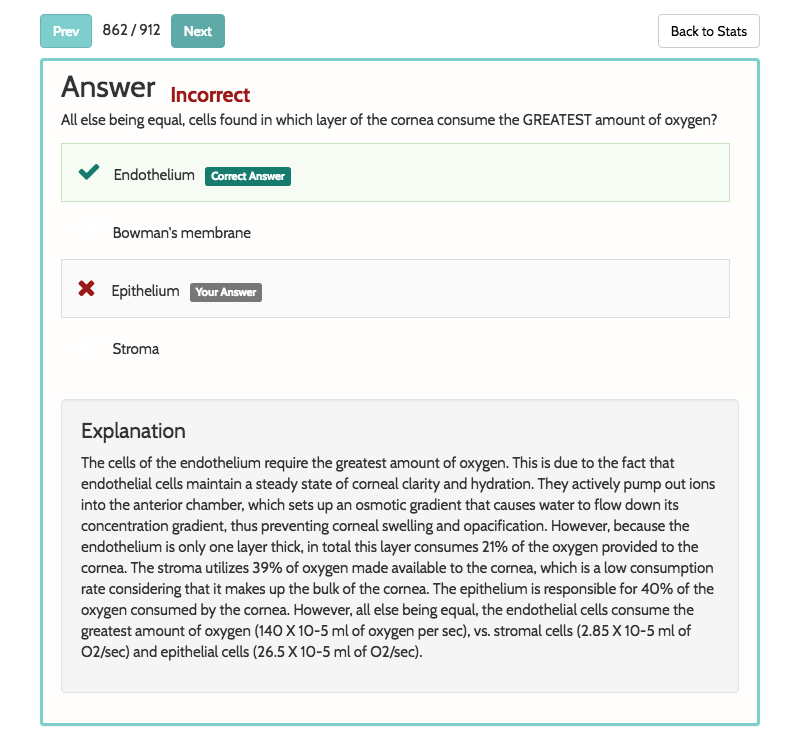 Prev 862 / 912 Next Back to Stats
Answer Incorrect
All else being equal, cells found in which layer of the cornea consume the GREATEST amount of oxygen?
Endothelium Correct Answer
Bowman's membrane
Epithelium Your Answer
Stroma
Explanation
The cells of the endothelium require the greatest amount of oxygen. This is due to the fact that
endothelial cells maintain a steady state of corneal clarity and hydration. They actively pump out ions
into the anterior chamber, which sets up an osmotic gradient that causes water to flow down its
concentration gradient, thus preventing corneal swelling and opacification. However, because the
endothelium is only one layer thick, in total this layer consumes 21% of the oxygen provided to the
cornea. The stroma utilizes 39% of oxygen made available to the cornea, which is a low consumption
rate considering that it makes up the bulk of the cornea. The epithelium is responsible for 40% of the
oxygen consumed by the cornea. However, all else being equal, the endothelial cells consume the
greatest amount of oxygen (140 X 10-5 ml of oxygen per sec), vs. stromal cells (2.85 X 10-5 ml of
O2/sec) and epithelial cells (26.5 X 10-5 ml of O2/sec).